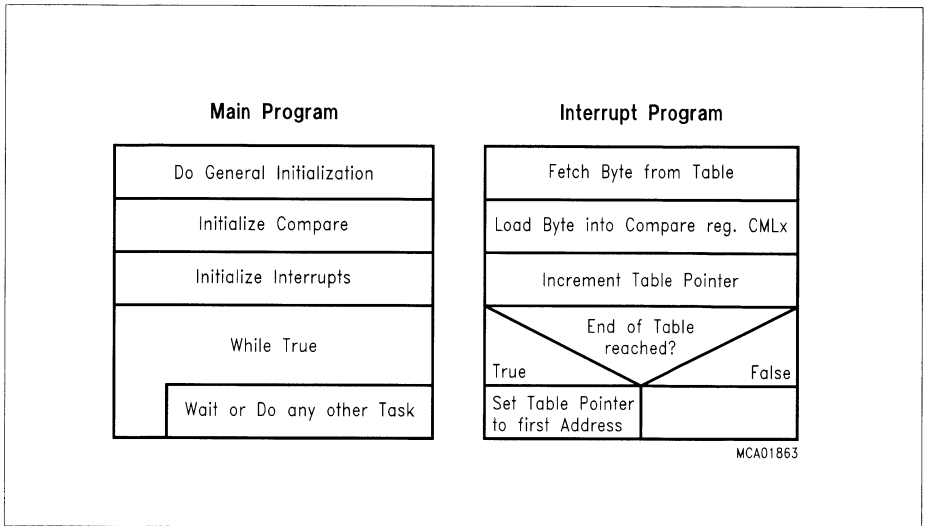 Main Program
Do General Initialization
Initialize Compare
Initialize Interrupts
While True
Wait or Do any other Task
Interrupt Program
Fetch Byte from Table
Load Byte into Compare reg. CMLx
Increment Table Pointer
End of Table
reached?
True
False
Set Table Pointer
to first Address
MCA01863